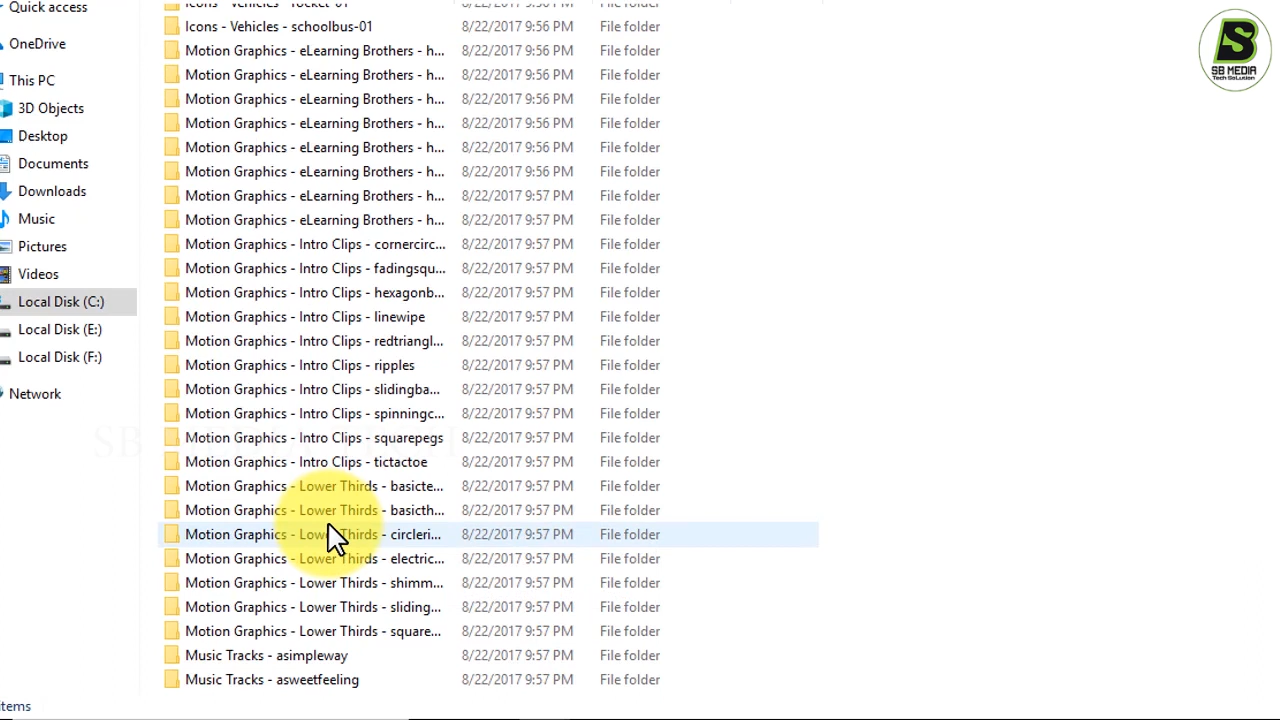 Quick access
OneDrive
This PC
3D Objects
Desktop
Documents
Downloads
Music
Pictures
Videos
Local Disk (C:)
Local Disk (E:)
Local Disk (F:)
Network
Icons - Vehicles - rocket-01 8/22/2017 9:56 PM File folder
Icons - Vehicles - schoolbus-01 8/22/2017 9:56 PM File folder
Motion Graphics - eLearning Brothers - h... 8/22/2017 9:56 PM File folder
Motion Graphics - eLearning Brothers - h... 8/22/2017 9:56 PM File folder
Motion Graphics - eLearning Brothers - h... 8/22/2017 9:56 PM File folder
Motion Graphics - eLearning Brothers - h... 8/22/2017 9:56 PM File folder
Motion Graphics - eLearning Brothers - h... 8/22/2017 9:56 PM File folder
Motion Graphics - eLearning Brothers - h... 8/22/2017 9:57 PM File folder
Motion Graphics - eLearning Brothers - h... 8/22/2017 9:57 PM File folder
Motion Graphics - eLearning Brothers - h... 8/22/2017 9:57 PM File folder
Motion Graphics - Intro Clips - cornercirc... 8/22/2017 9:57 PM File folder
Motion Graphics - Intro Clips - fadingsqu... 8/22/2017 9:57 PM File folder
Motion Graphics - Intro Clips - hexagonb... 8/22/2017 9:57 PM File folder
Motion Graphics - Intro Clips - linewipe 8/22/2017 9:57 PM File folder
Motion Graphics - Intro Clips - redtriangl... 8/22/2017 9:57 PM File folder
Motion Graphics - Intro Clips - ripples 8/22/2017 9:57 PM File folder
Motion Graphics - Intro Clips - slidingba... 8/22/2017 9:57 PM File folder
Motion Graphics - Intro Clips - spinningc... 8/22/2017 9:57 PM File folder
Motion Graphics - Intro Clips - squarepegs 8/22/2017 9:57 PM File folder
Motion Graphics - Intro Clips - tictactoe 8/22/2017 9:57 PM File folder
Motion Graphics - Lower Thirds - basicte... 8/22/2017 9:57 PM File folder
Motion Graphics - Lower Thirds - basicth... 8/22/2017 9:57 PM File folder
Motion Graphics - Lower Thirds - circleri... 8/22/2017 9:57 PM File folder
Motion Graphics - Lower Thirds - electric... 8/22/2017 9:57 PM File folder
Motion Graphics - Lower Thirds - shimm... 8/22/2017 9:57 PM File folder
Motion Graphics - Lower Thirds - sliding... 8/22/2017 9:57 PM File folder
Motion Graphics - Lower Thirds - square... 8/22/2017 9:57 PM File folder
Music Tracks - asimpleway 8/22/2017 9:57 PM File folder
Music Tracks - asweetfeeling 8/22/2017 9:57 PM File folder
items
SB MEDIA
Tech Solution